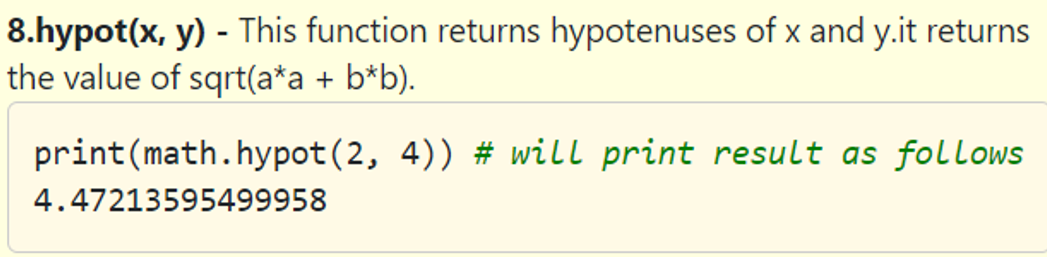 8.hypot(x, y) - This function returns hypotenuses of x and y.it returns
the value of sqrt(a*a + b*b).
print(math.hypot(2, 4)) # will print result as follows
4.47213595499958